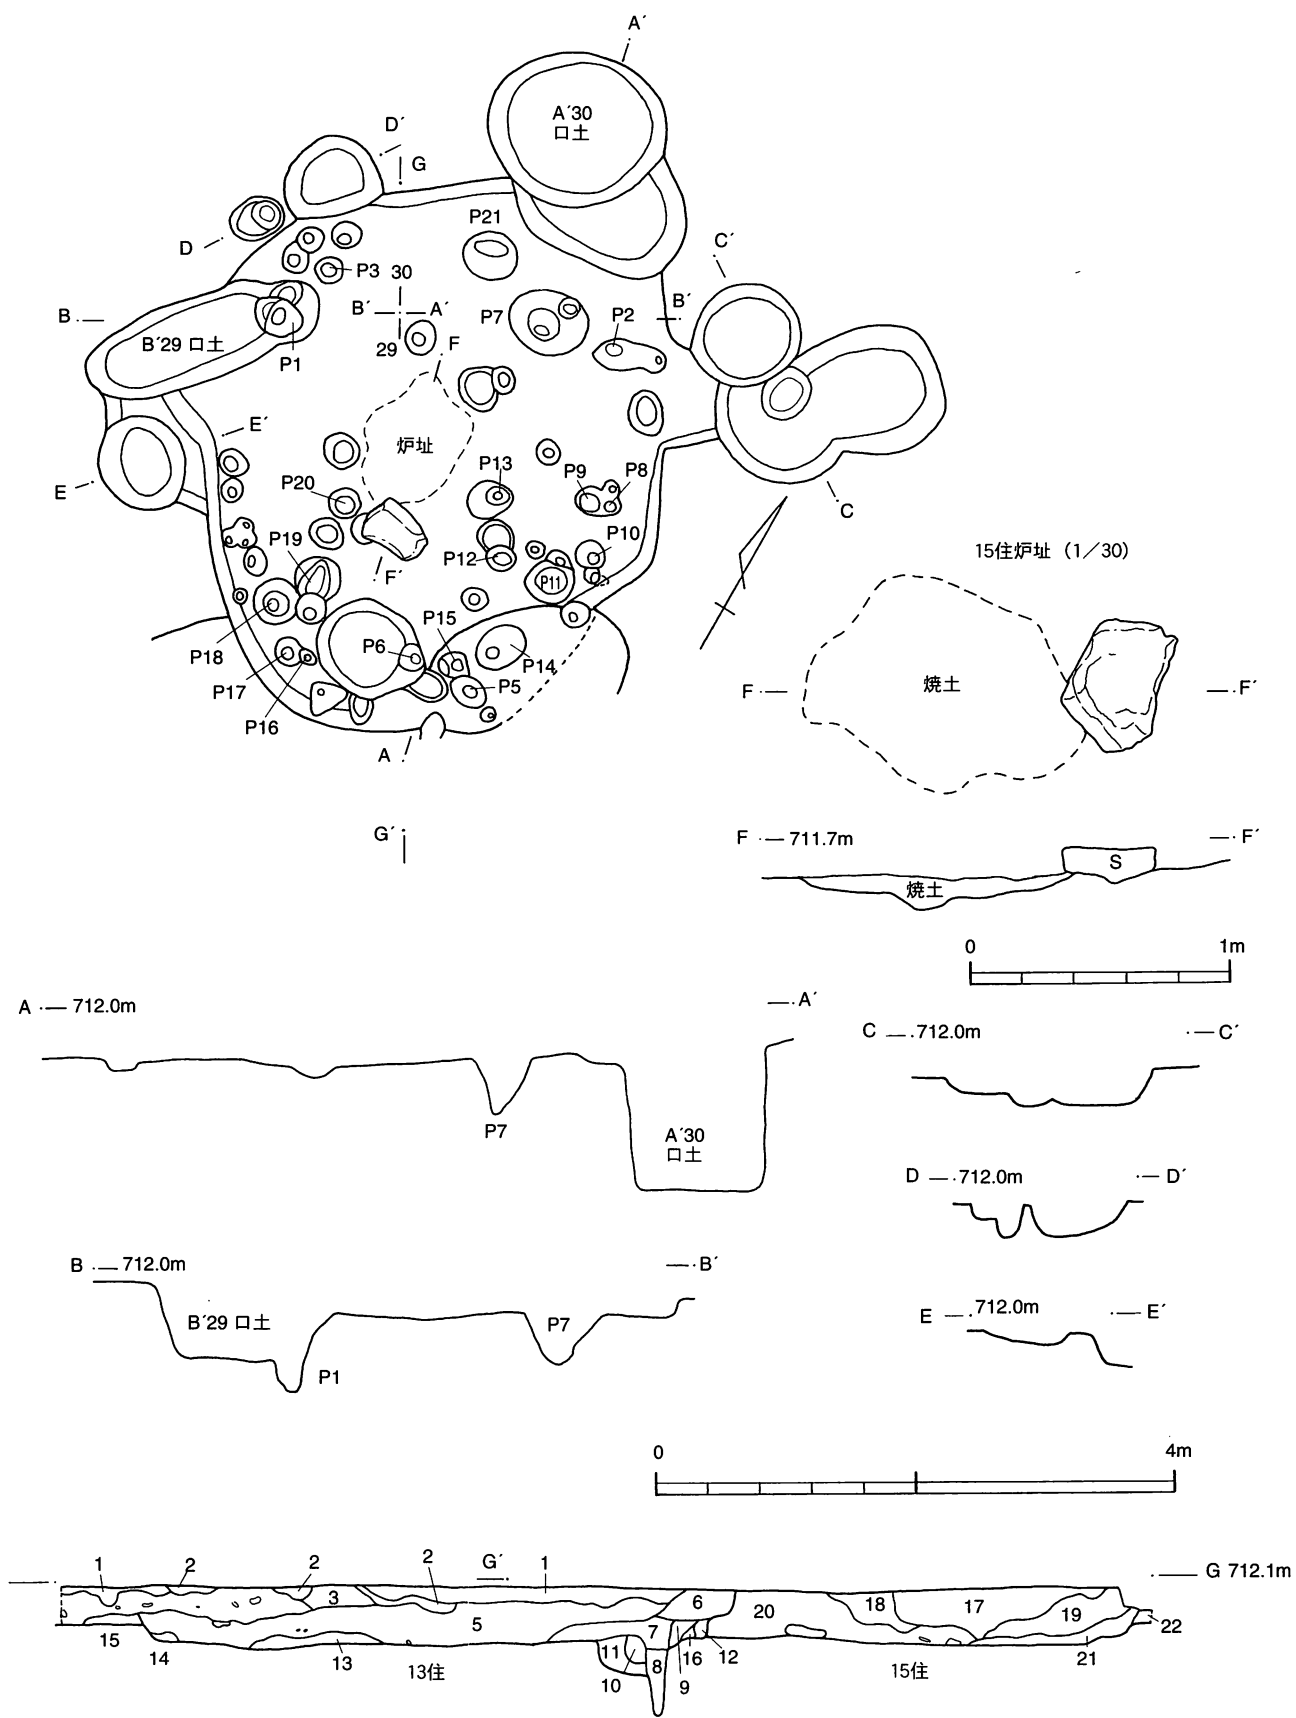 A´
A´30
口土
D´
G
P21
D
C´
P3
30
B´
A´
B´
B
P7
P2
29
F
B´29 口土
P1
E´
炉址
P13
P9
P8
E
P20
C
P19
P12
P10
15住炉址（1／30）
F´
P11
P15
P18
P6
P14
P17
P5
焼土
F
F´
P16
A
G´
F
711.7m
F´
S
焼土
0
1m
A
712.0m
A´
C
712.0m
C´
P7
A´30
口土
D
712.0m
D´
B
712.0m
B´
B´29 口土
P7
P1
E
712.0m
E´
0
4m
1
2
2
2
G´
1
G 712.1m
3
6
20
18
17
19
5
7
22
15
14
13
13住
11
10
8
9
16
12
15住
21